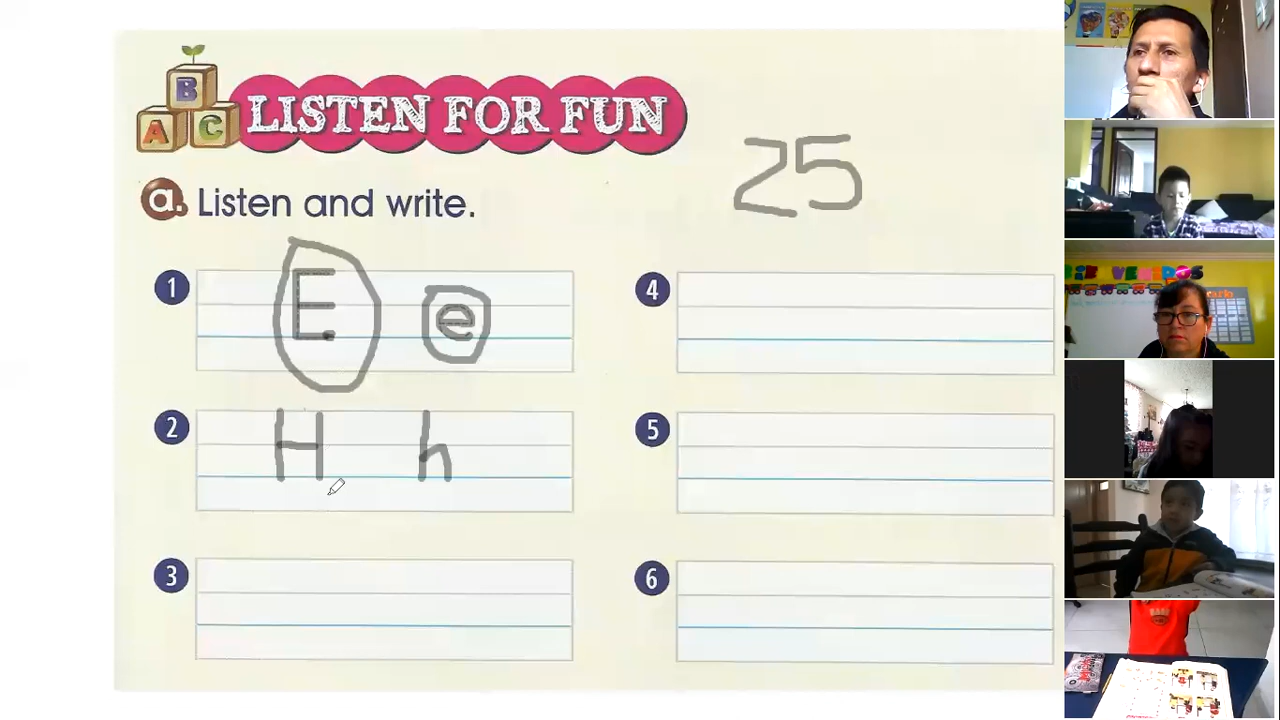 B
A C
LISTEN FOR FUN
25
a. Listen and write.
1 E e
4
2 H h
5
3
6